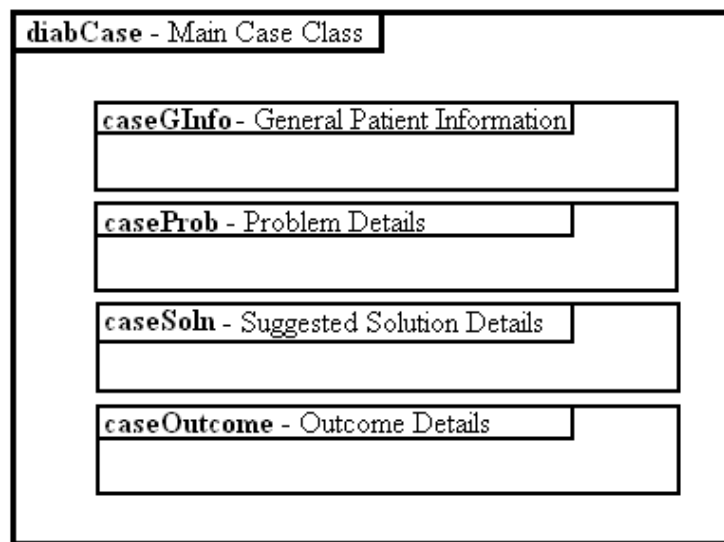 diabCase - Main Case Class
caseGInfo - General Patient Information
caseProb - Problem Details
caseSoln - Suggested Solution Details
caseOutcome - Outcome Details